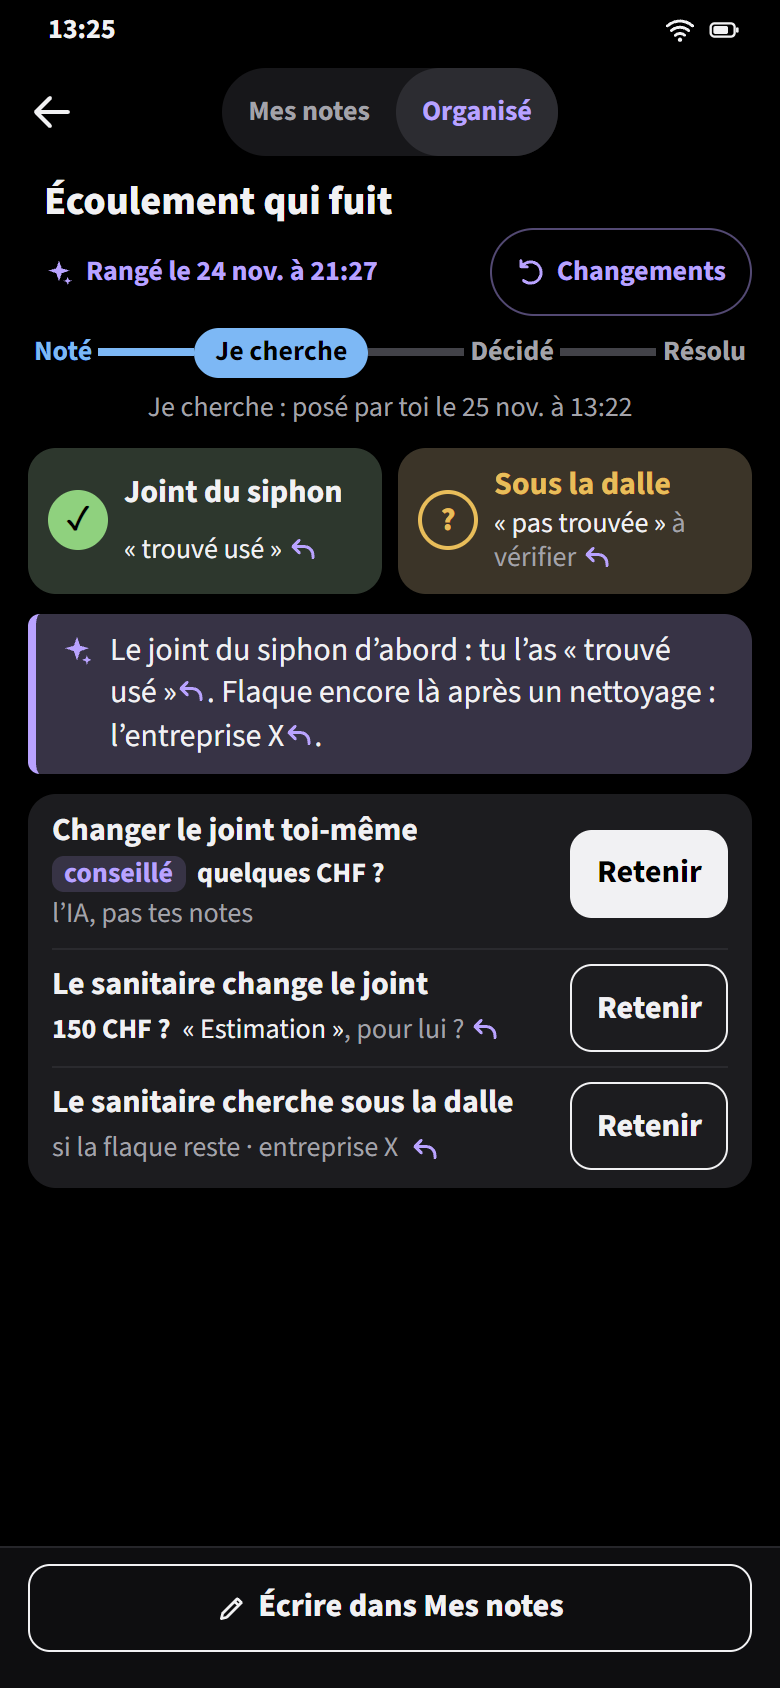 13:25
Mes notes
Organisé
Écoulement qui fuit
Rangé le 24 nov. à 21:27
Changements
Noté
Je cherche
Décidé
Résolu
Je cherche : posé par toi le 25 nov. à 13:22
Joint du siphon
« trouvé usé »
Sous la dalle
« pas trouvée » à
vérifier
Le joint du siphon d’abord : tu l’as « trouvé
usé ». Flaque encore là après un nettoyage :
l’entreprise X.
Changer le joint toi-même
conseillé quelques CHF ?
l’IA, pas tes notes
Retenir
Le sanitaire change le joint
150 CHF ? « Estimation », pour lui ?
Retenir
Le sanitaire cherche sous la dalle
si la flaque reste · entreprise X
Retenir
Écrire dans Mes notes